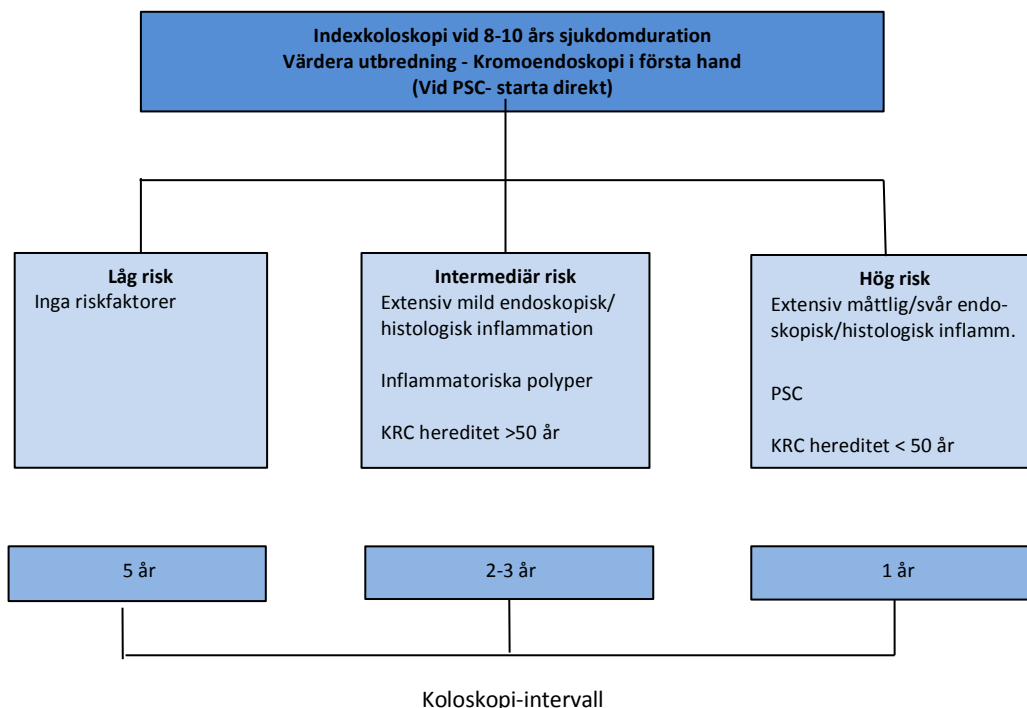 Indexkoloskopi vid 8-10 års sjukdomduration
Värdera utbredning - Kromoendoskopi i första hand
(Vid PSC- starta direkt)
Låg risk
Inga riskfaktorer
Intermediär risk
Extensiv mild endoskopisk/
histologisk inflammation
Inflammatoriska polyper
KRC hereditet >50 år
Hög risk
Extensiv måttlig/svår endo-
skopisk/histologisk inflamm.
PSC
KRC hereditet < 50 år
5 år
2-3 år
1 år
Koloskopi-intervall